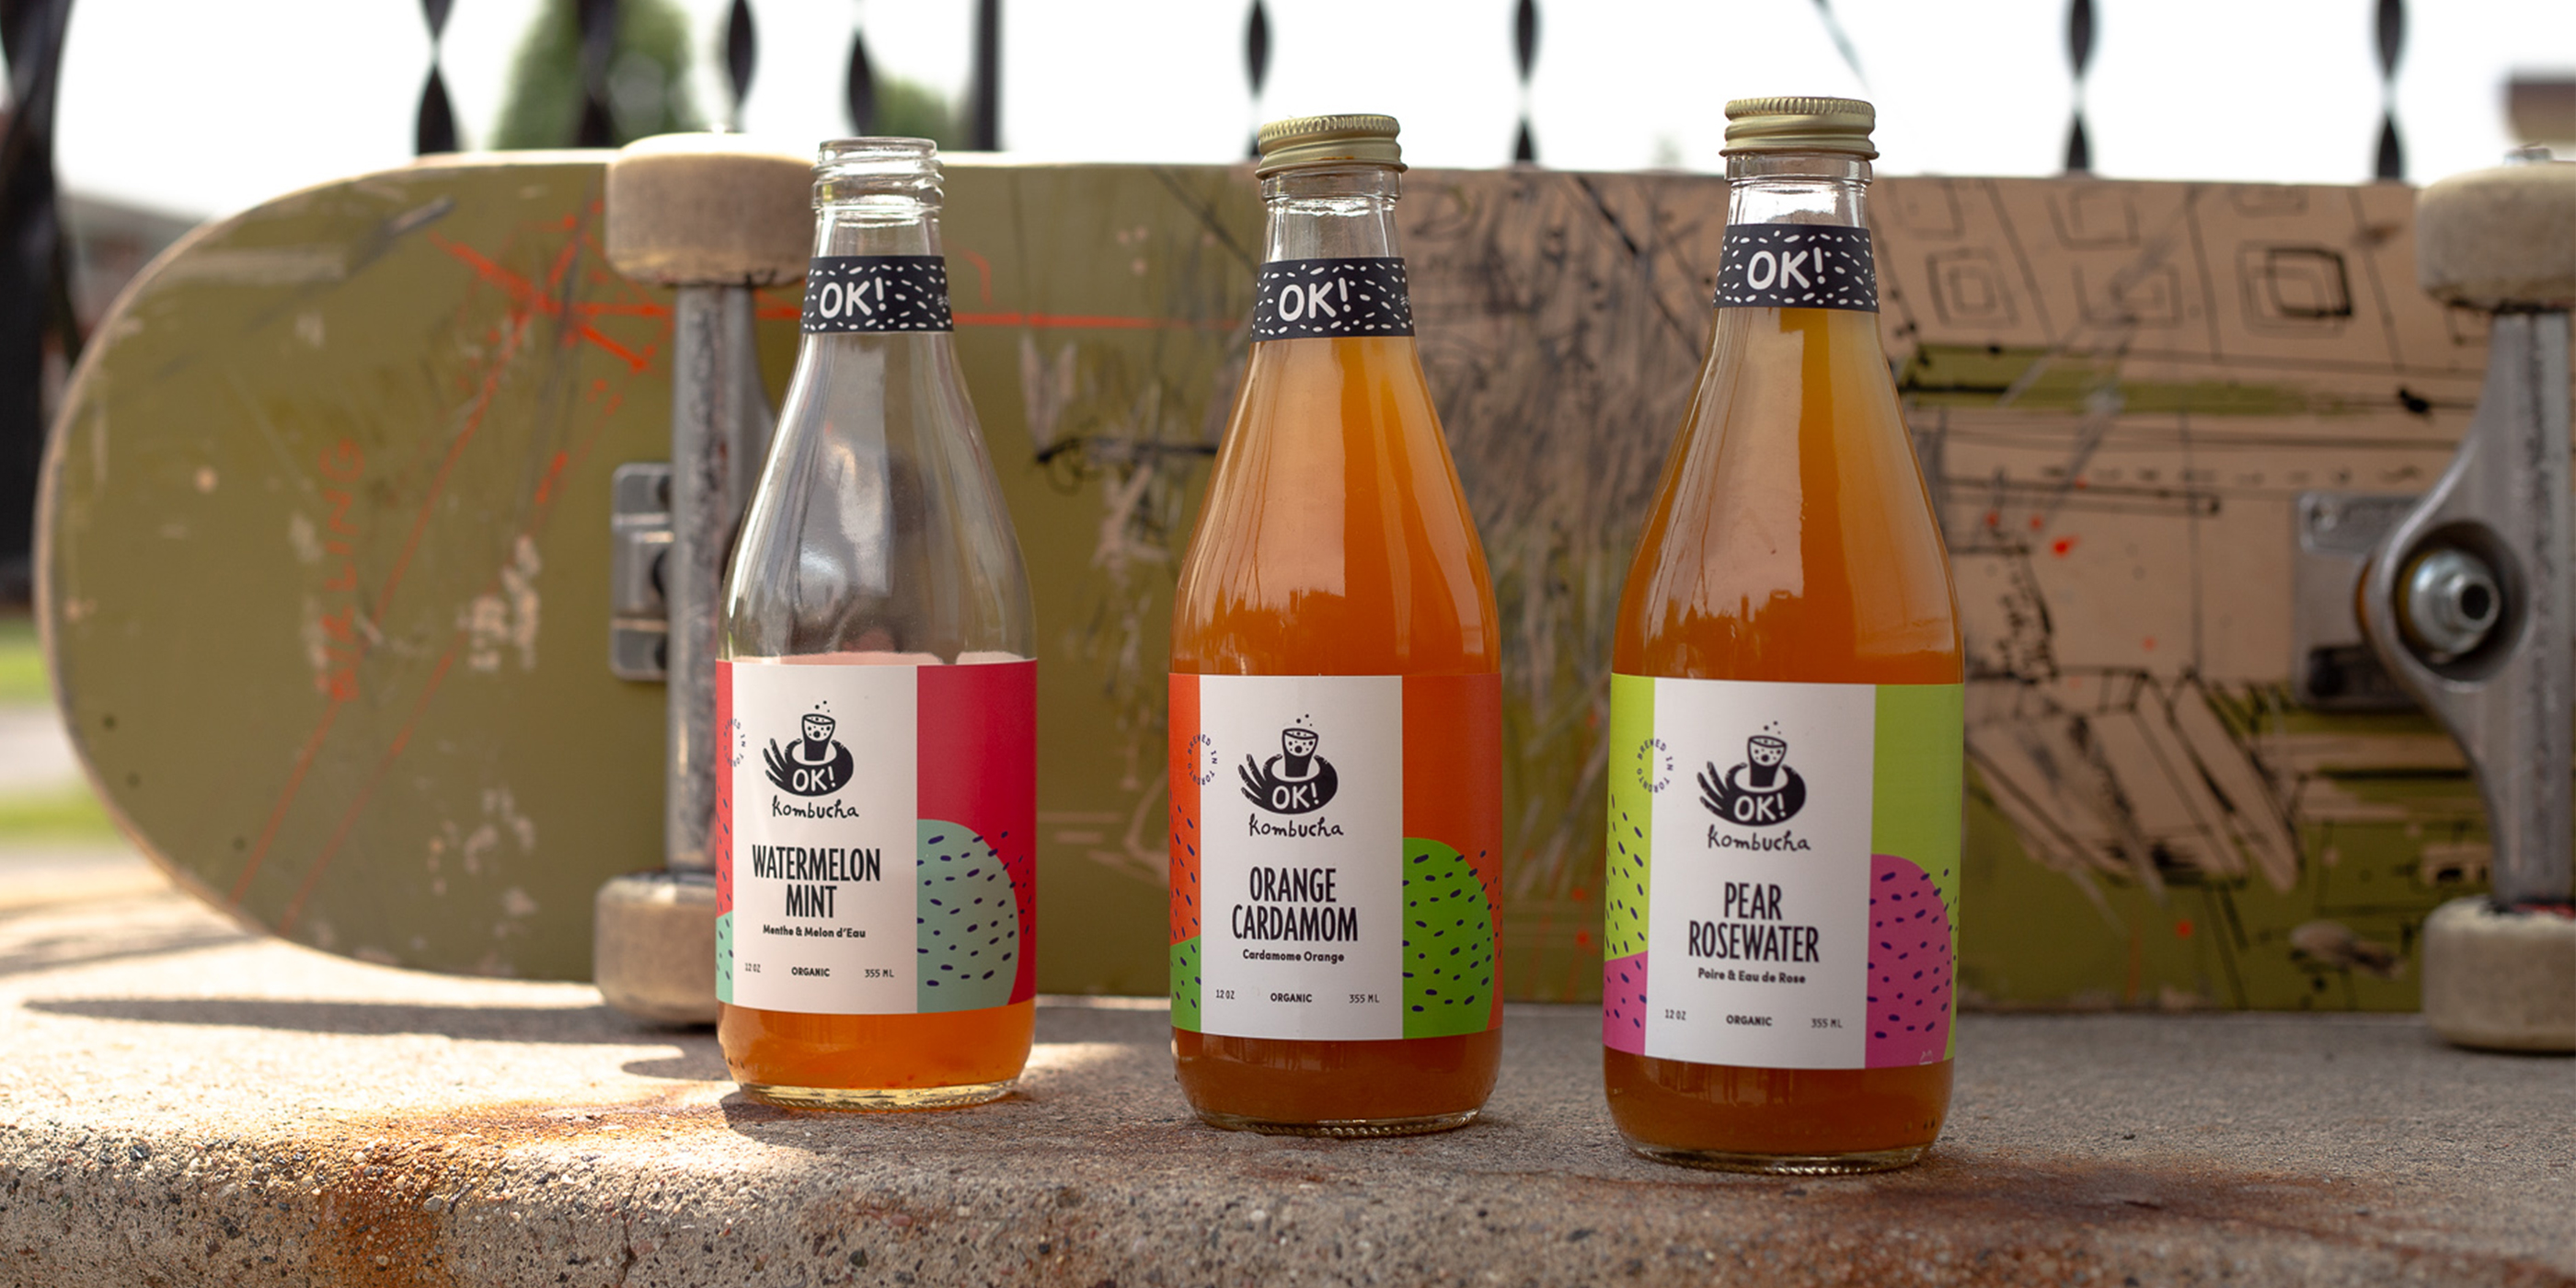 OK!
OK!
kombucha
WATERMELON
MINT
Menthe & Melon d'Eau
12 OZ ORGANIC 355 ML
OK!
BREWED IN TORONTO
OK!
kombucha
ORANGE
CARDAMOM
Cardamome Orange
12 OZ ORGANIC 355 ML
OK!
BREWED IN TORONTO
OK!
kombucha
PEAR
ROSEWATER
Poire & Eau de Rose
12 OZ ORGANIC 355 ML